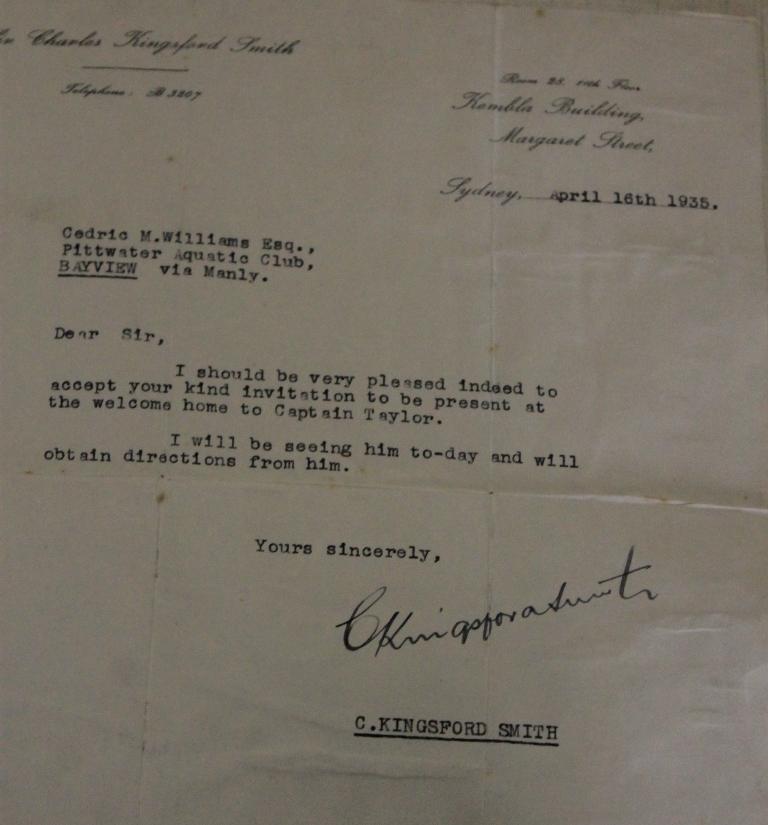 Charles Kingsford Smith
Telephone: B 3207
Room 25. 11th Floor
Kembla Building,
Margaret Street,
Sydney, April 16th 1935.
Cedric M.Williams Esq.,
Pittwater Aquatic Club,
BAYVIEW via Manly.
Dear Sir,
I should be very pleased indeed to
accept your kind invitation to be present at
the welcome home to Captain Taylor.
I will be seeing him to-day and will
obtain directions from him.
Yours sincerely,
CKingsford Smith
C.KINGSFORD SMITH